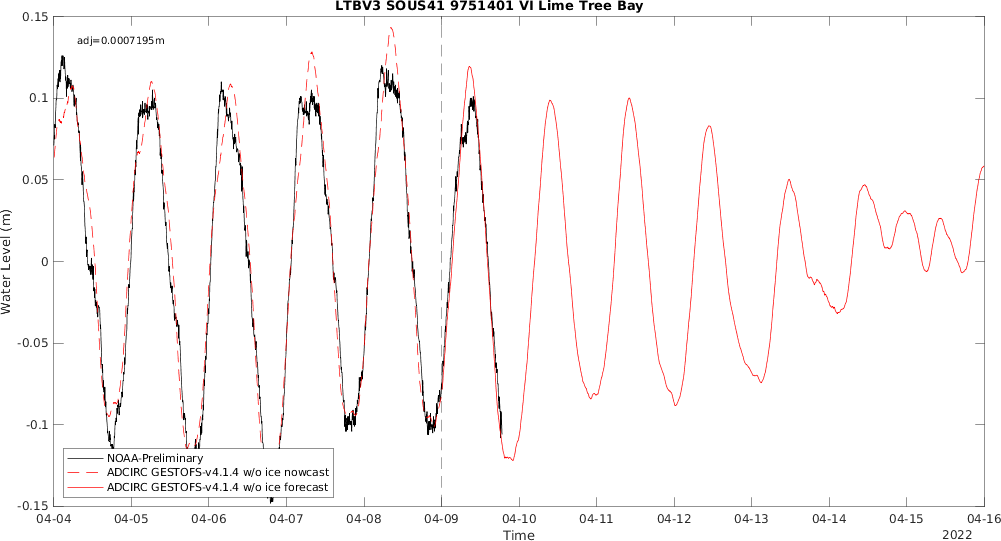 LTBV3 SOUS41 9751401 VI Lime Tree Bay
adj=0.0007195m
0.15
0.1
0.05
0
-0.05
-0.1
-0.15
Water Level (m)
NOAA-Preliminary
ADCIRC GESTOFS-v4.1.4 w/o ice nowcast
ADCIRC GESTOFS-v4.1.4 w/o ice forecast
04-04 04-05 04-06 04-07 04-08 04-09 04-10 04-11 04-12 04-13 04-14 04-15 04-16
Time
2022